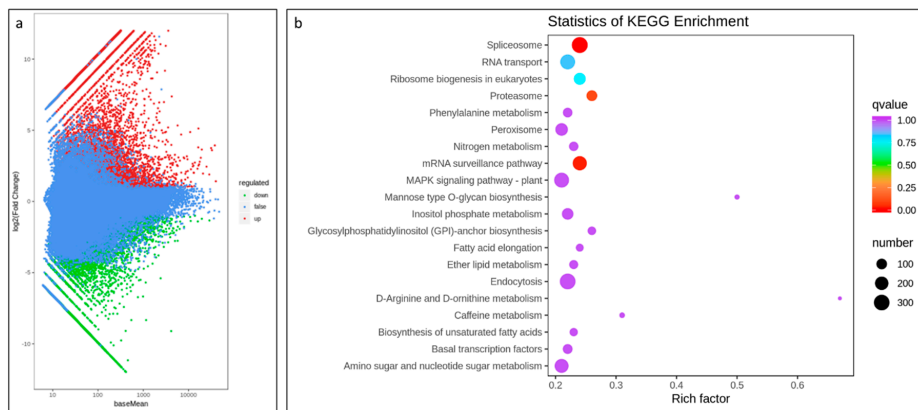 a
10
5
0
-5
-10
log2(Fold Change)
10
100
1000
10000
baseMean
regulated
down
false
up
b
Statistics of KEGG Enrichment
Spliceosome
RNA transport
Ribosome biogenesis in eukaryotes
Proteasome
Phenylalanine metabolism
Peroxisome
Nitrogen metabolism
mRNA surveillance pathway
MAPK signaling pathway - plant
Mannose type O-glycan biosynthesis
Inositol phosphate metabolism
Glycosylphosphatidylinositol (GPI)-anchor biosynthesis
Fatty acid elongation
Ether lipid metabolism
Endocytosis
D-Arginine and D-ornithine metabolism
Caffeine metabolism
Biosynthesis of unsaturated fatty acids
Basal transcription factors
Amino sugar and nucleotide sugar metabolism
0.2
0.3
0.4
0.5
0.6
Rich factor
qvalue
1.00
0.75
0.50
0.25
0.00
number
100
200
300